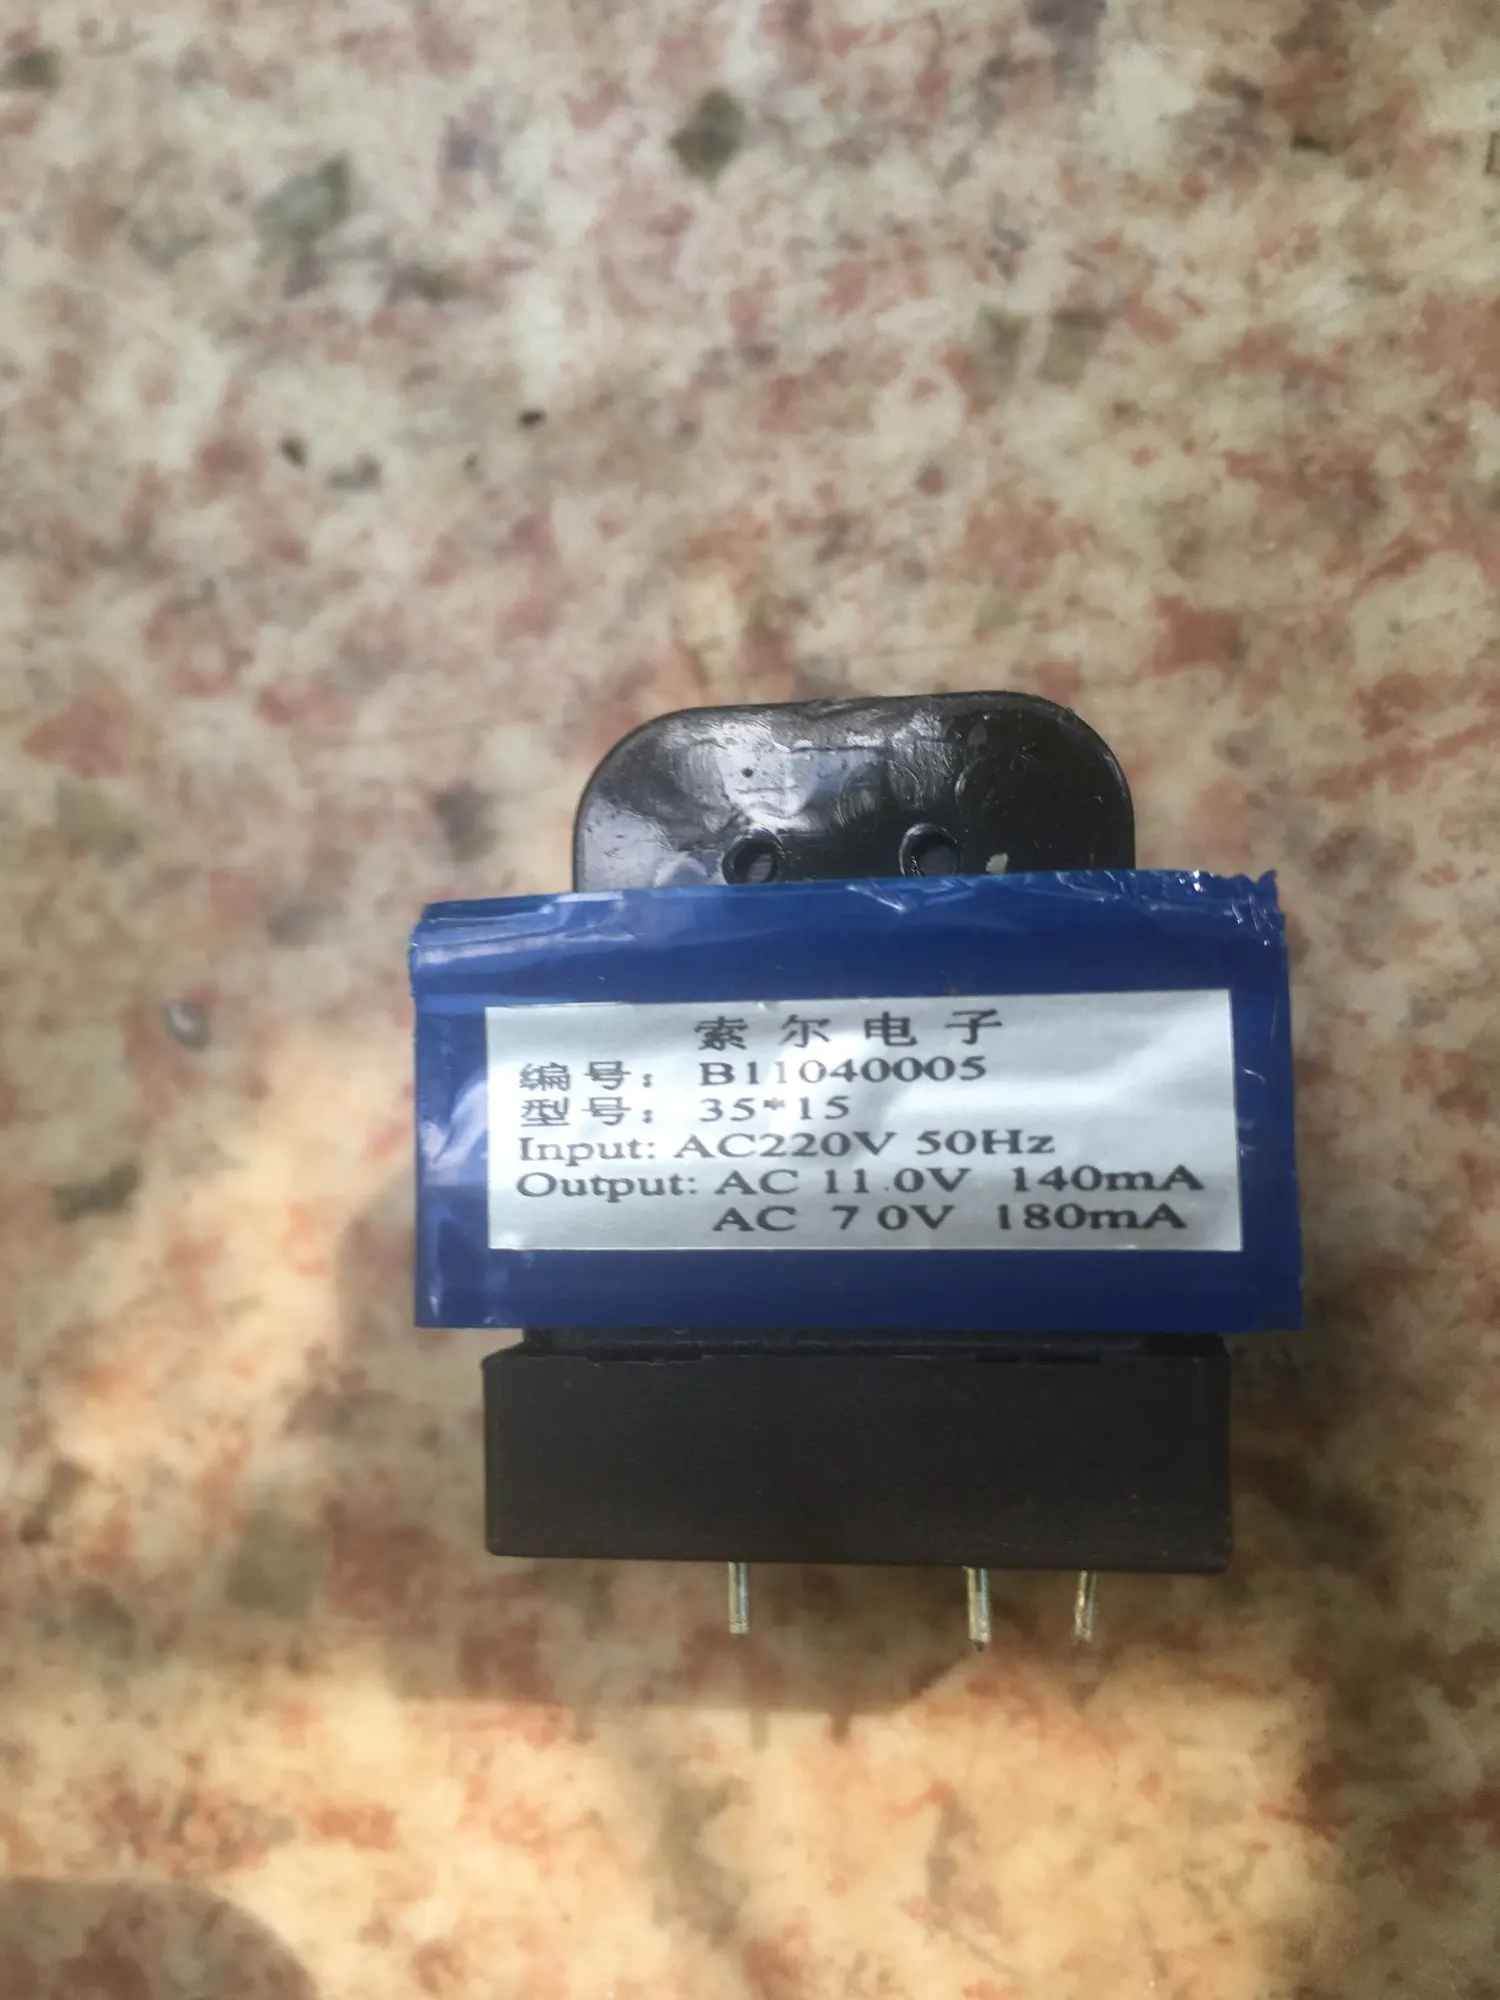 索尔电子
编号： B11040005
型号： 35*15
Input: AC220V 50Hz
Output: AC 11.0V 140mA
AC 7 0V 180mA